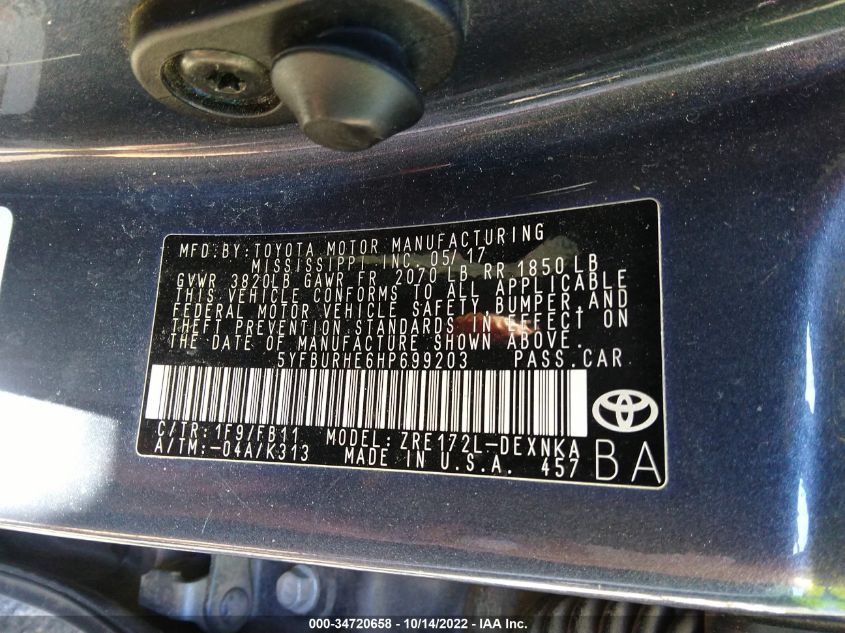 MFD.BY:TOYOTA MOTOR MANUFACTURING
MISSISSIPPI INC. 05/17
GVWR 3820LB GAWR FR 2070 LB RR 1850 LB
THIS VEHICLE CONFORMS TO ALL APPLICABLE
FEDERAL MOTOR VEHICLE SAFETY BUMPER AND
THEFT PREVENTION STANDARDS IN EFFECT ON
THE DATE OF MANUFACTURE SHOWN ABOVE.
5YFBURHE6HP699203 PASS.CAR
C/TR:1F9/FB11 MODEL:ZRE172L-DEXNKA
A/TM:-04A/K313 MADE IN U.S.A. 457 BA
000-34720658 - 10/14/2022 - IAA Inc.